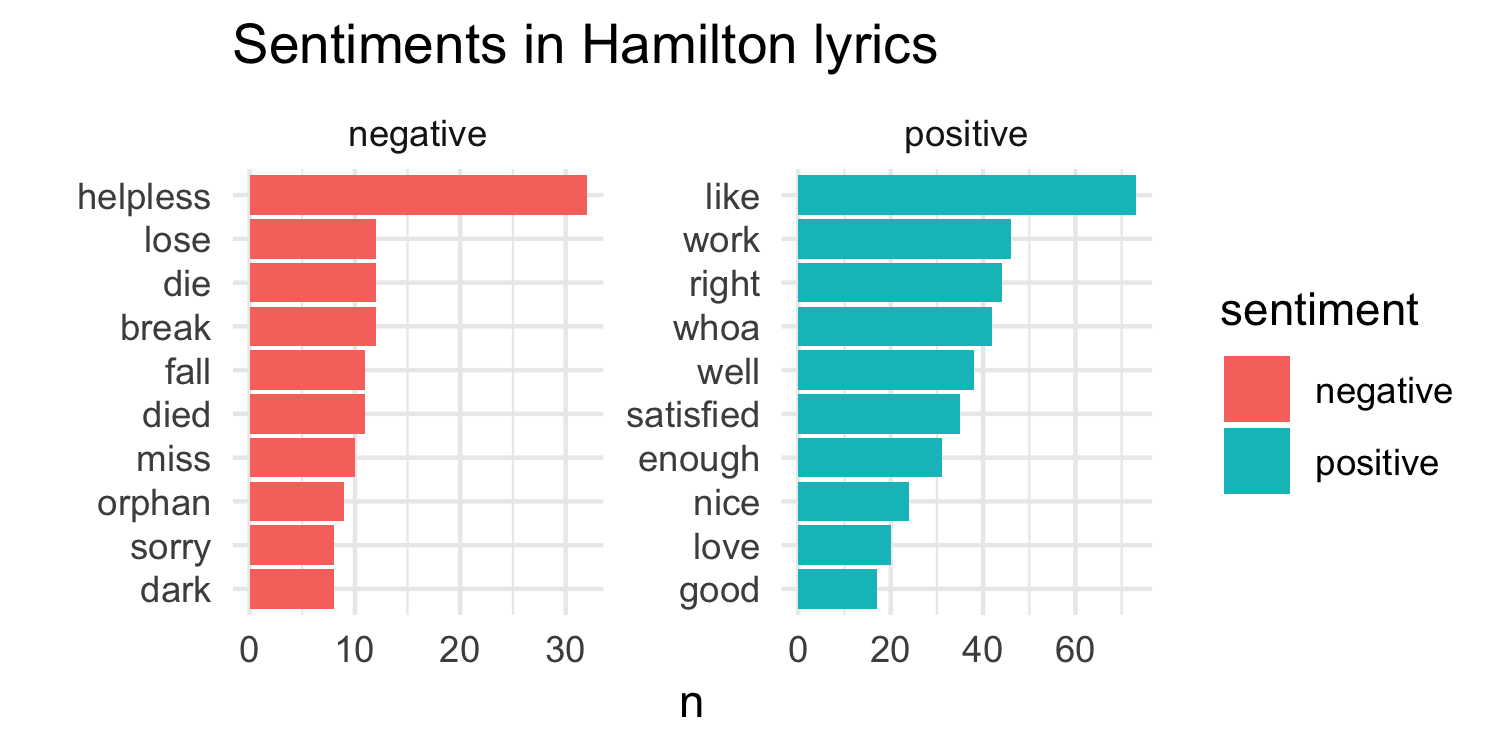 Sentiments in Hamilton lyrics
negative
helpless
lose
die
break
fall
died
miss
orphan
sorry
dark
0 10 20 30
positive
like
work
right
whoa
well
satisfied
enough
nice
love
good
0 20 40 60
n
sentiment
negative
positive